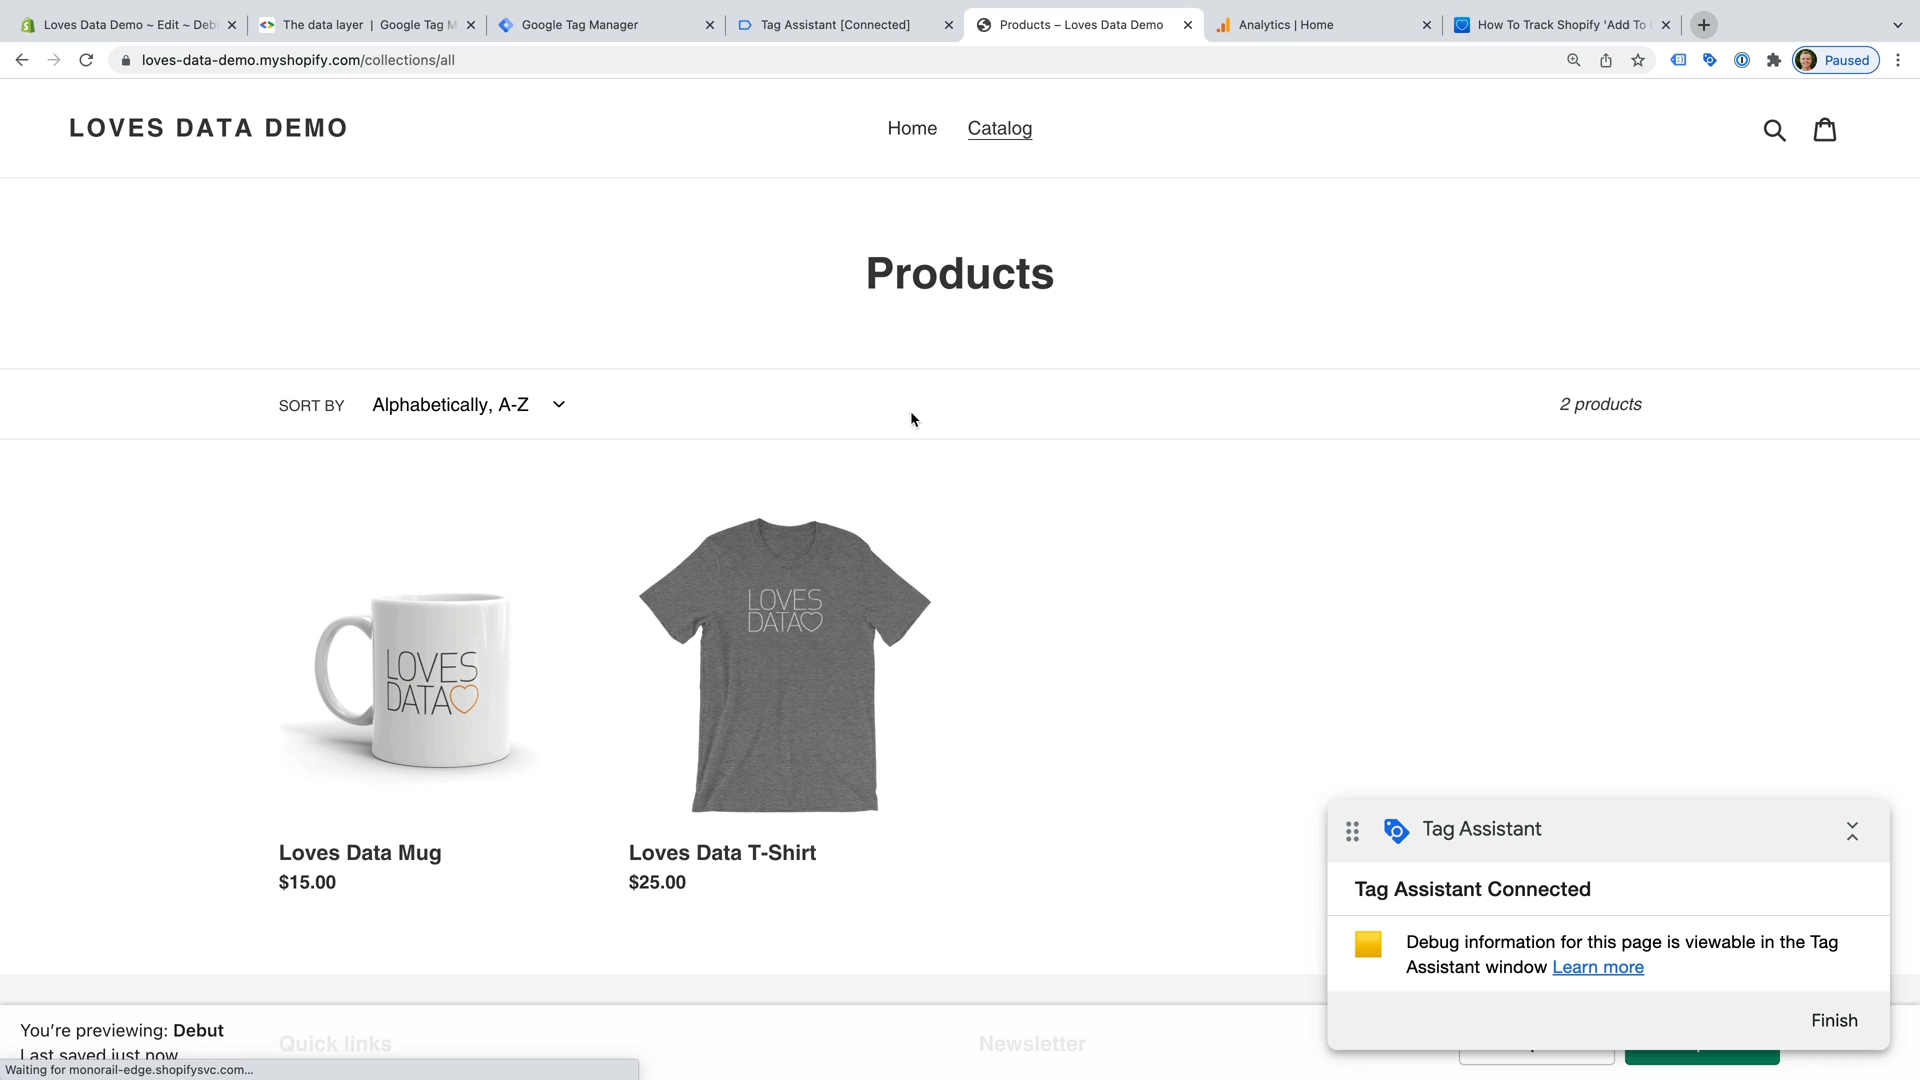 Loves Data Demo ~ Edit ~ Deb
The data layer | Google Tag M
Google Tag Manager
Tag Assistant [Connected]
Products – Loves Data Demo
Analytics | Home
How To Track Shopify 'Add To C
loves-data-demo.myshopify.com/collections/all
Paused
LOVES DATA DEMO
Home
Catalog
Products
SORT BY
Alphabetically, A-Z
2 products
LOVES
DATA
LOVES
DATA
Loves Data Mug
$15.00
Loves Data T-Shirt
$25.00
Tag Assistant
Tag Assistant Connected
Debug information for this page is viewable in the Tag
Assistant window Learn more
Finish
You're previewing: Debut
Last saved just now
Quick links
Newsletter
Waiting for monorail-edge.shopifysvc.com...